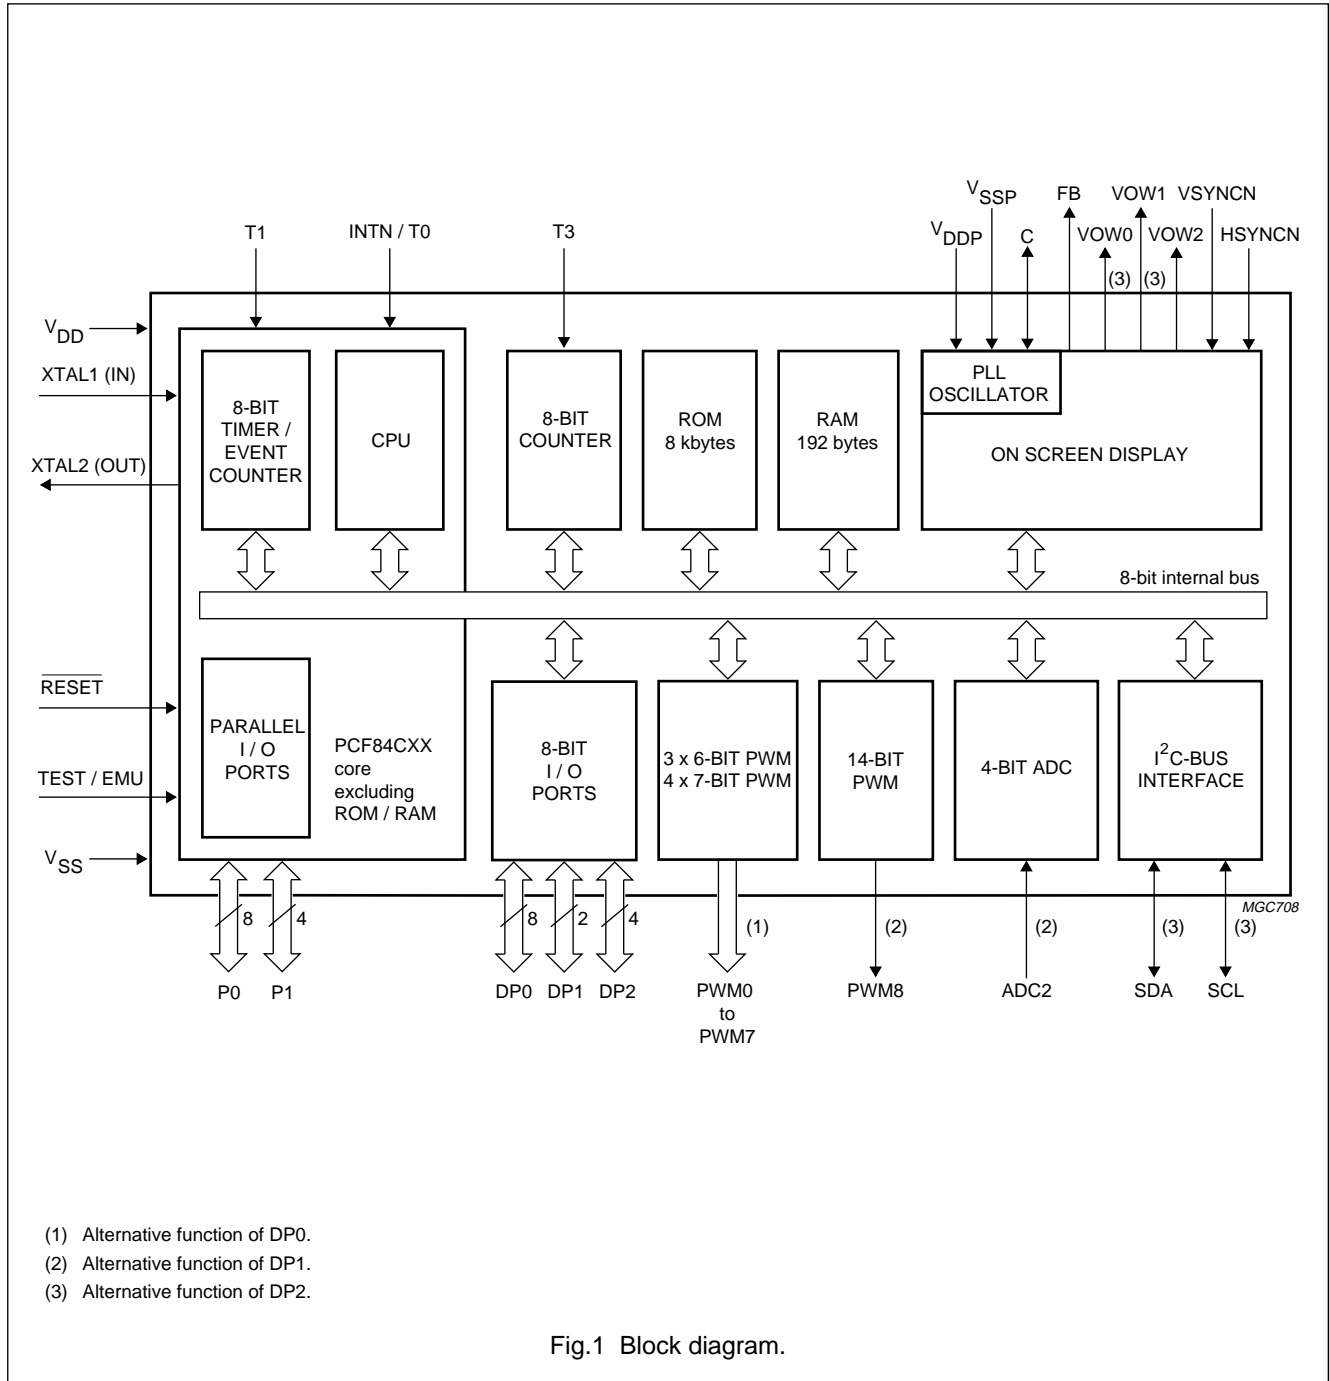 VSSP
FB
VOW1
VSYNCN
T1
INTN / T0
T3
VDDP
C
VOW0
VOW2
HSYNCN
(3)
(3)
VDD
XTAL1 (IN)
XTAL2 (OUT)
8-BIT
TIMER /
EVENT
COUNTER
CPU
8-BIT
COUNTER
ROM
8 kbytes
RAM
192 bytes
PLL
OSCILLATOR
ON SCREEN DISPLAY
8-bit internal bus
RESET
TEST / EMU
VSS
PARALLEL
I / O
PORTS
PCF84CXX
core
excluding
ROM / RAM
8-BIT
I / O
PORTS
3 x 6-BIT PWM
4 x 7-BIT PWM
14-BIT
PWM
4-BIT ADC
I2C-BUS
INTERFACE
MGC708
8
4
8
2
4
(1)
(2)
(2)
(3)
(3)
P0
P1
DP0
DP1
DP2
PWM0
to
PWM7
PWM8
ADC2
SDA
SCL
(1) Alternative function of DP0.
(2) Alternative function of DP1.
(3) Alternative function of DP2.
Fig.1 Block diagram.